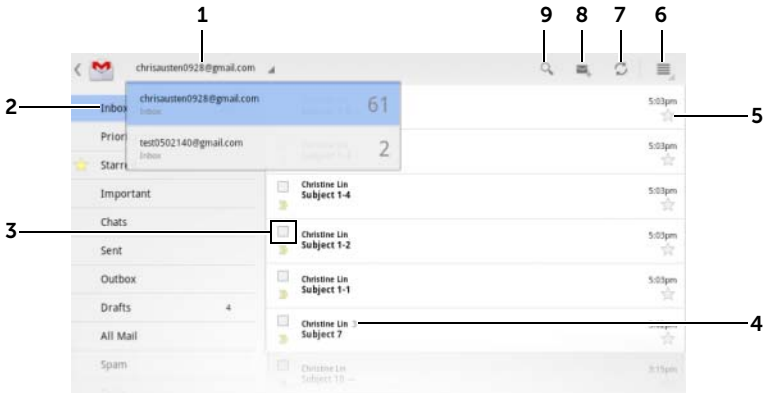 1
9
8
7
6
chrisausten0928@gmail.com
2
Inbox
chrisausten0928@gmail.com
Inbox
61
5:03pm
5
test0502140@gmail.com
Inbox
2
5:03pm
Important
Christine Lin
Subject 1-4
5:03pm
Chats
3
Sent
Christine Lin
Subject 1-2
5:03pm
Outbox
Christine Lin
Subject 1-1
5:03pm
Drafts
4
Christine Lin 3
Subject 7
4
All Mail
Spam
Christine Lin
Subject 10